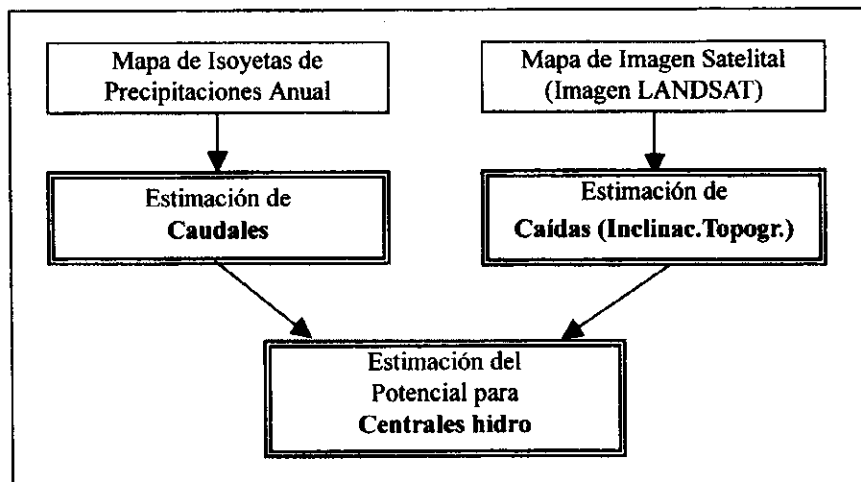 Mapa de Isoyetas de
Precipitaciones Anual
Mapa de Imagen Satelital
(Imagen LANDSAT)
Estimación de
Caudales
Estimación de
Caídas (Inclinac.Topogr.)
Estimación del
Potencial para
Centrales hidro